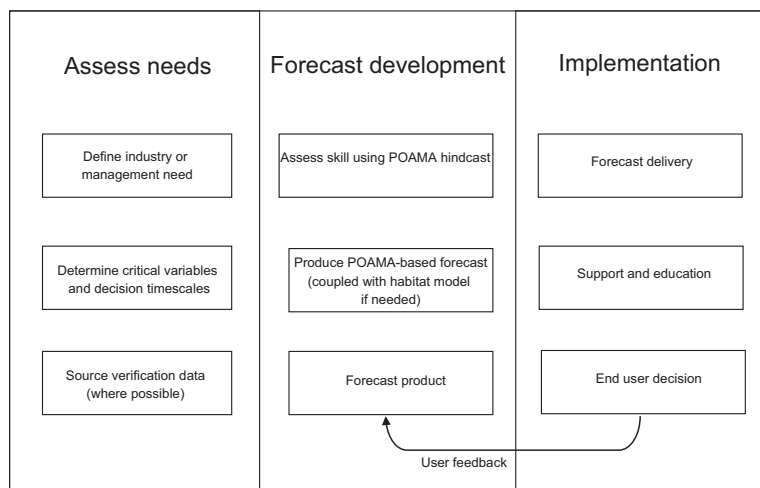 Assess needs
Define industry or
management need
Determine critical variables
and decision timescales
Source verification data
(where possible)
Forecast development
Assess skill using POAMA hindcast
Produce POAMA-based forecast
(coupled with habitat model
if needed)
Forecast product
Implementation
Forecast delivery
Support and education
End user decision
User feedback